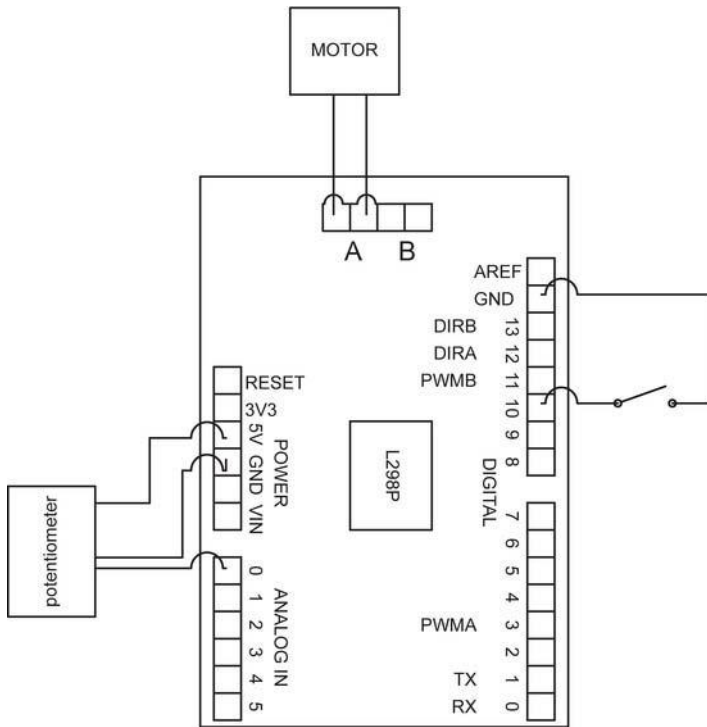 MOTOR
A B
AREF
GND
DIRB 13
DIRA 12
PWMB 11
10
9
8
DIGITAL
7
6
5
4
PWMA 3
2
TX 1
RX 0
RESET
3V3
5V
GND
VIN
POWER
L298P
potentiometer
0
1
2
3
4
5
ANALOG IN